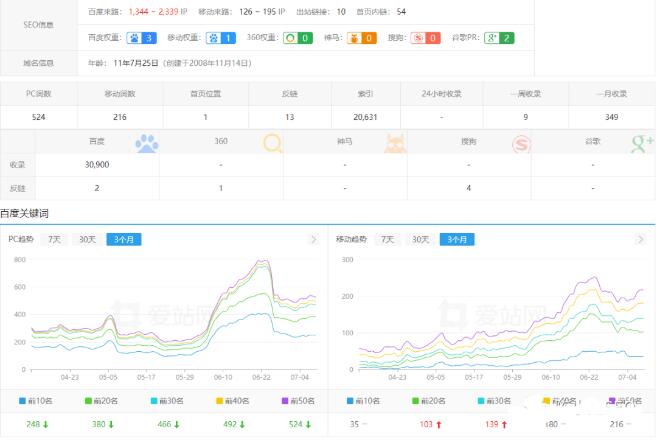 SEO信息
百度来路： 1,344 ~ 2,339 IP 移动来路： 126 ~ 195 IP 出站链接： 10 首页内链： 54
百度权重： 3 移动权重： 1 360权重： 0 神马： 0 搜狗： 0 谷歌PR： 2
域名信息
年龄： 11年7月25日（创建于2008年11月14日）
PC词数 移动词数 首页位置 反链 索引 24小时收录 一周收录 一月收录
524 216 1 13 20,631 - 9 349
百度 360 神马 搜狗 谷歌
收录 30,900 - - - -
反链 2 1 - 4 -
百度关键词
PC趋势 7天 30天 3个月
移动趋势 7天 30天 3个月
800
600
400
200
0
04-23 05-05 05-17 05-29 06-10 06-22 07-04
爱站网
300
200
100
0
04-23 05-05 05-17 05-29 06-10 06-22 07-04
爱站网
前10名 前20名 前30名 前40名 前50名
248 ↓ 380 ↓ 466 ↓ 492 ↓ 524 ↓
前10名 前20名 前30名
35 – 103 ↑ 139 ↑ 180 – 216 –